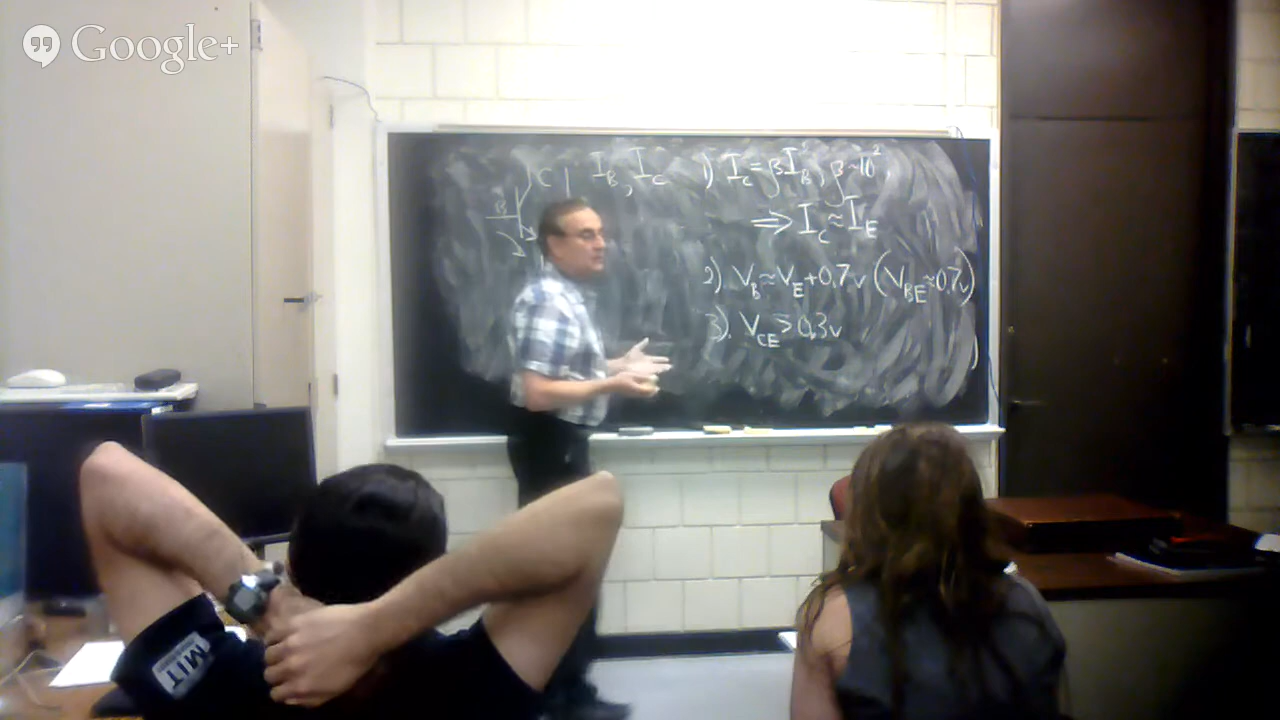 Google+
C
B
I_B, I_C
1) I_C = βI_B, β ~ 10²,
⇒ I_C ≈ I_E
2) V_B ≈ V_E + 0.7v (V_BE ≈ 0.7v)
3). V_CE > 0.3v
MIT